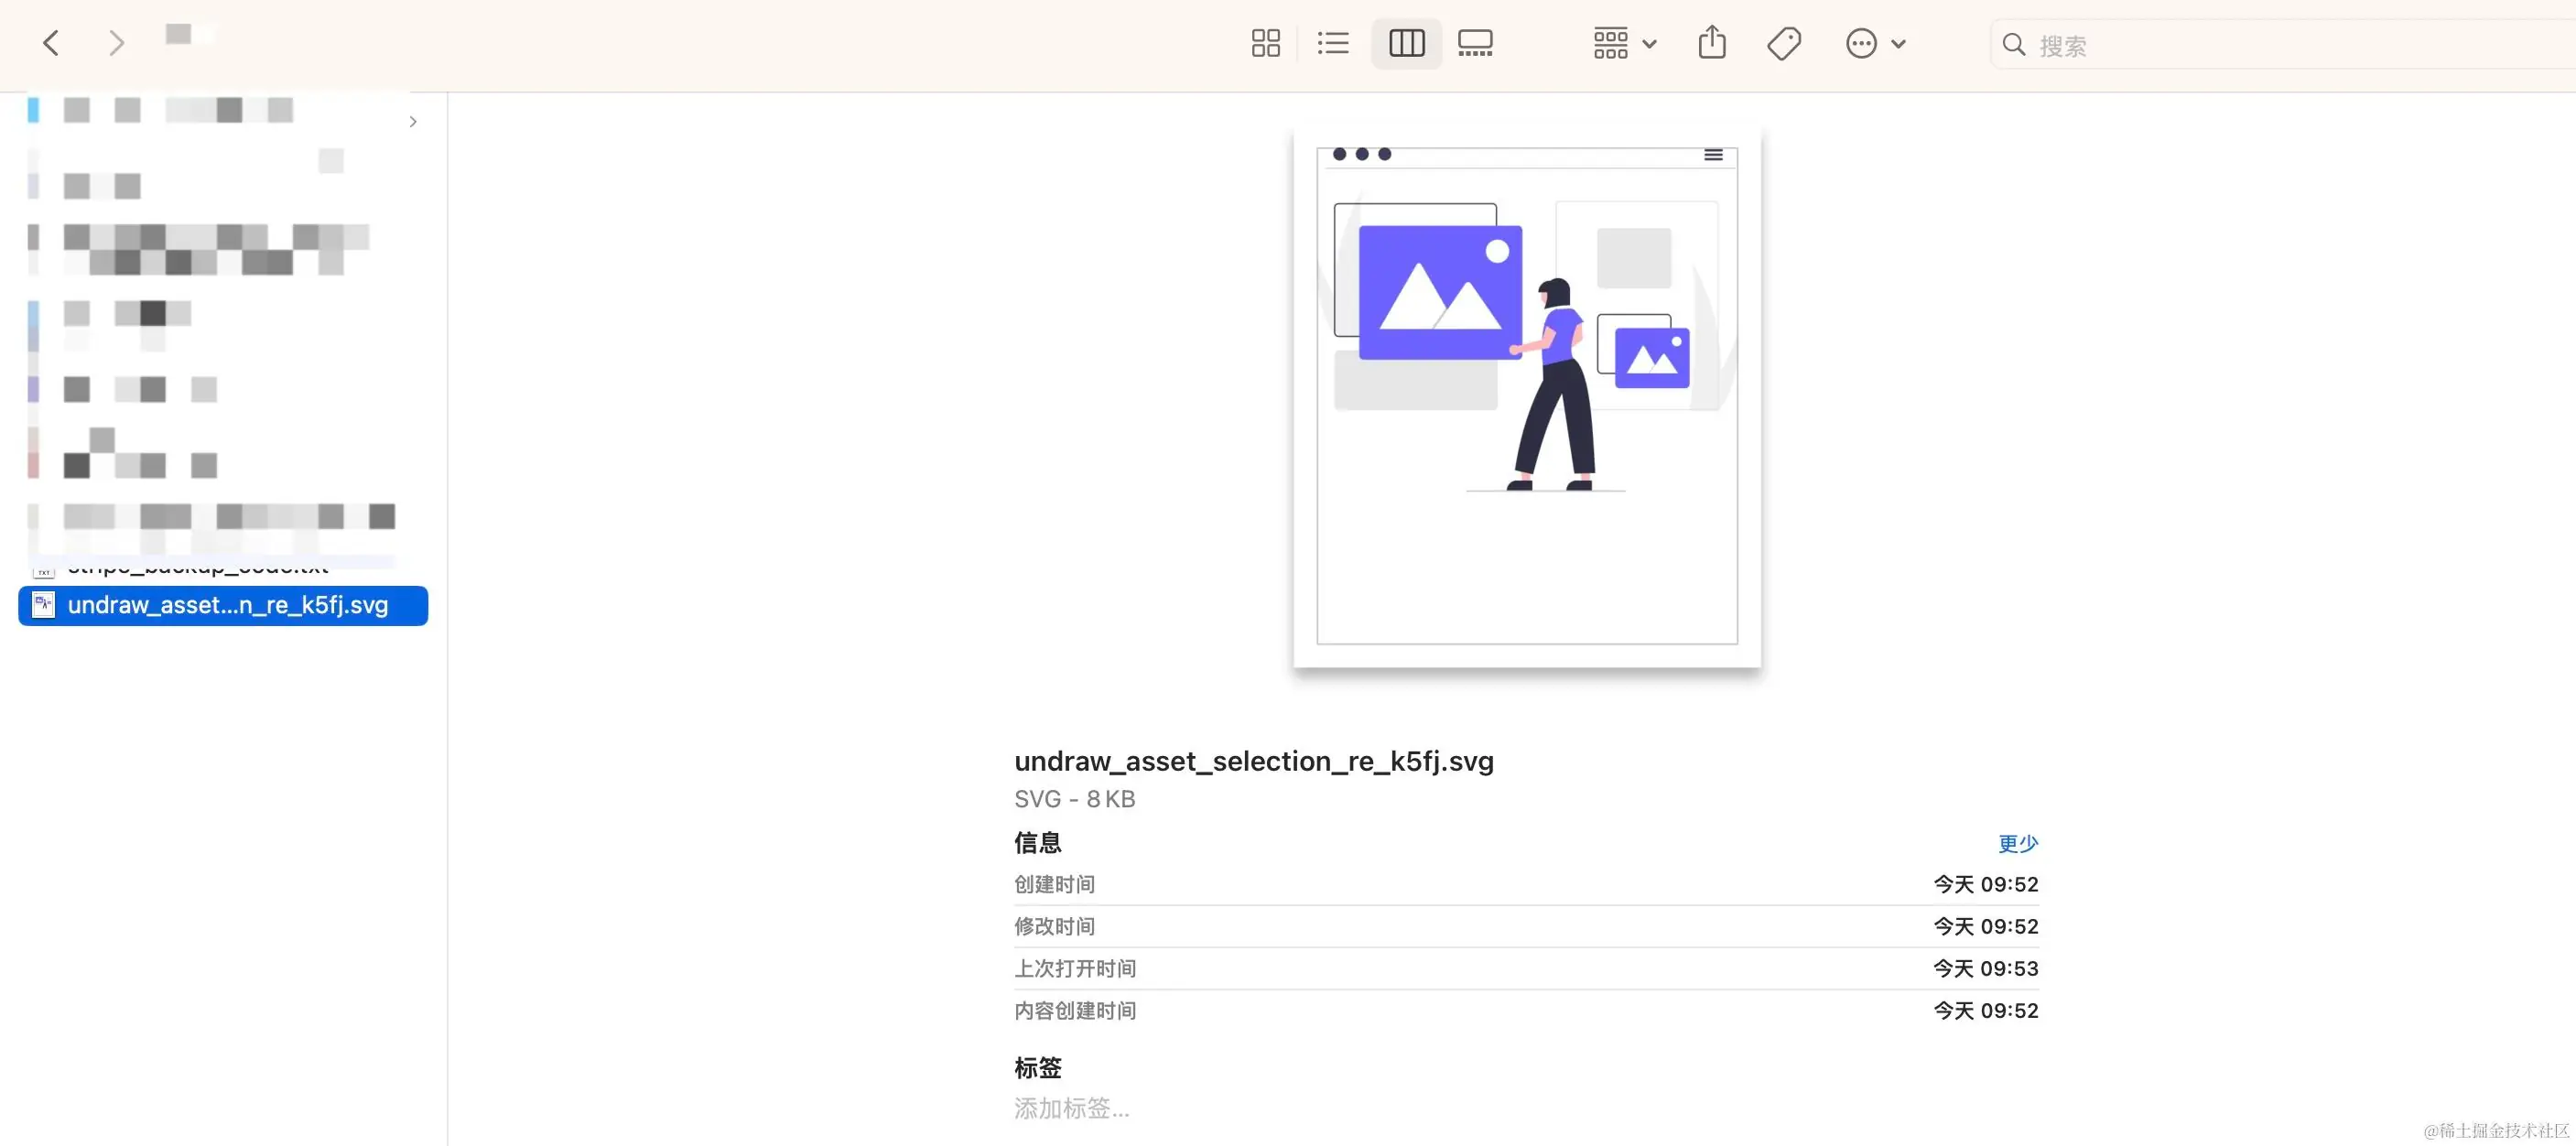 搜索
undraw_asset...n_re_k5fj.svg
undraw_asset_selection_re_k5fj.svg
SVG - 8 KB
信息 更少
创建时间 今天 09:52
修改时间 今天 09:52
上次打开时间 今天 09:53
内容创建时间 今天 09:52
标签
添加标签...
@稀土掘金技术社区